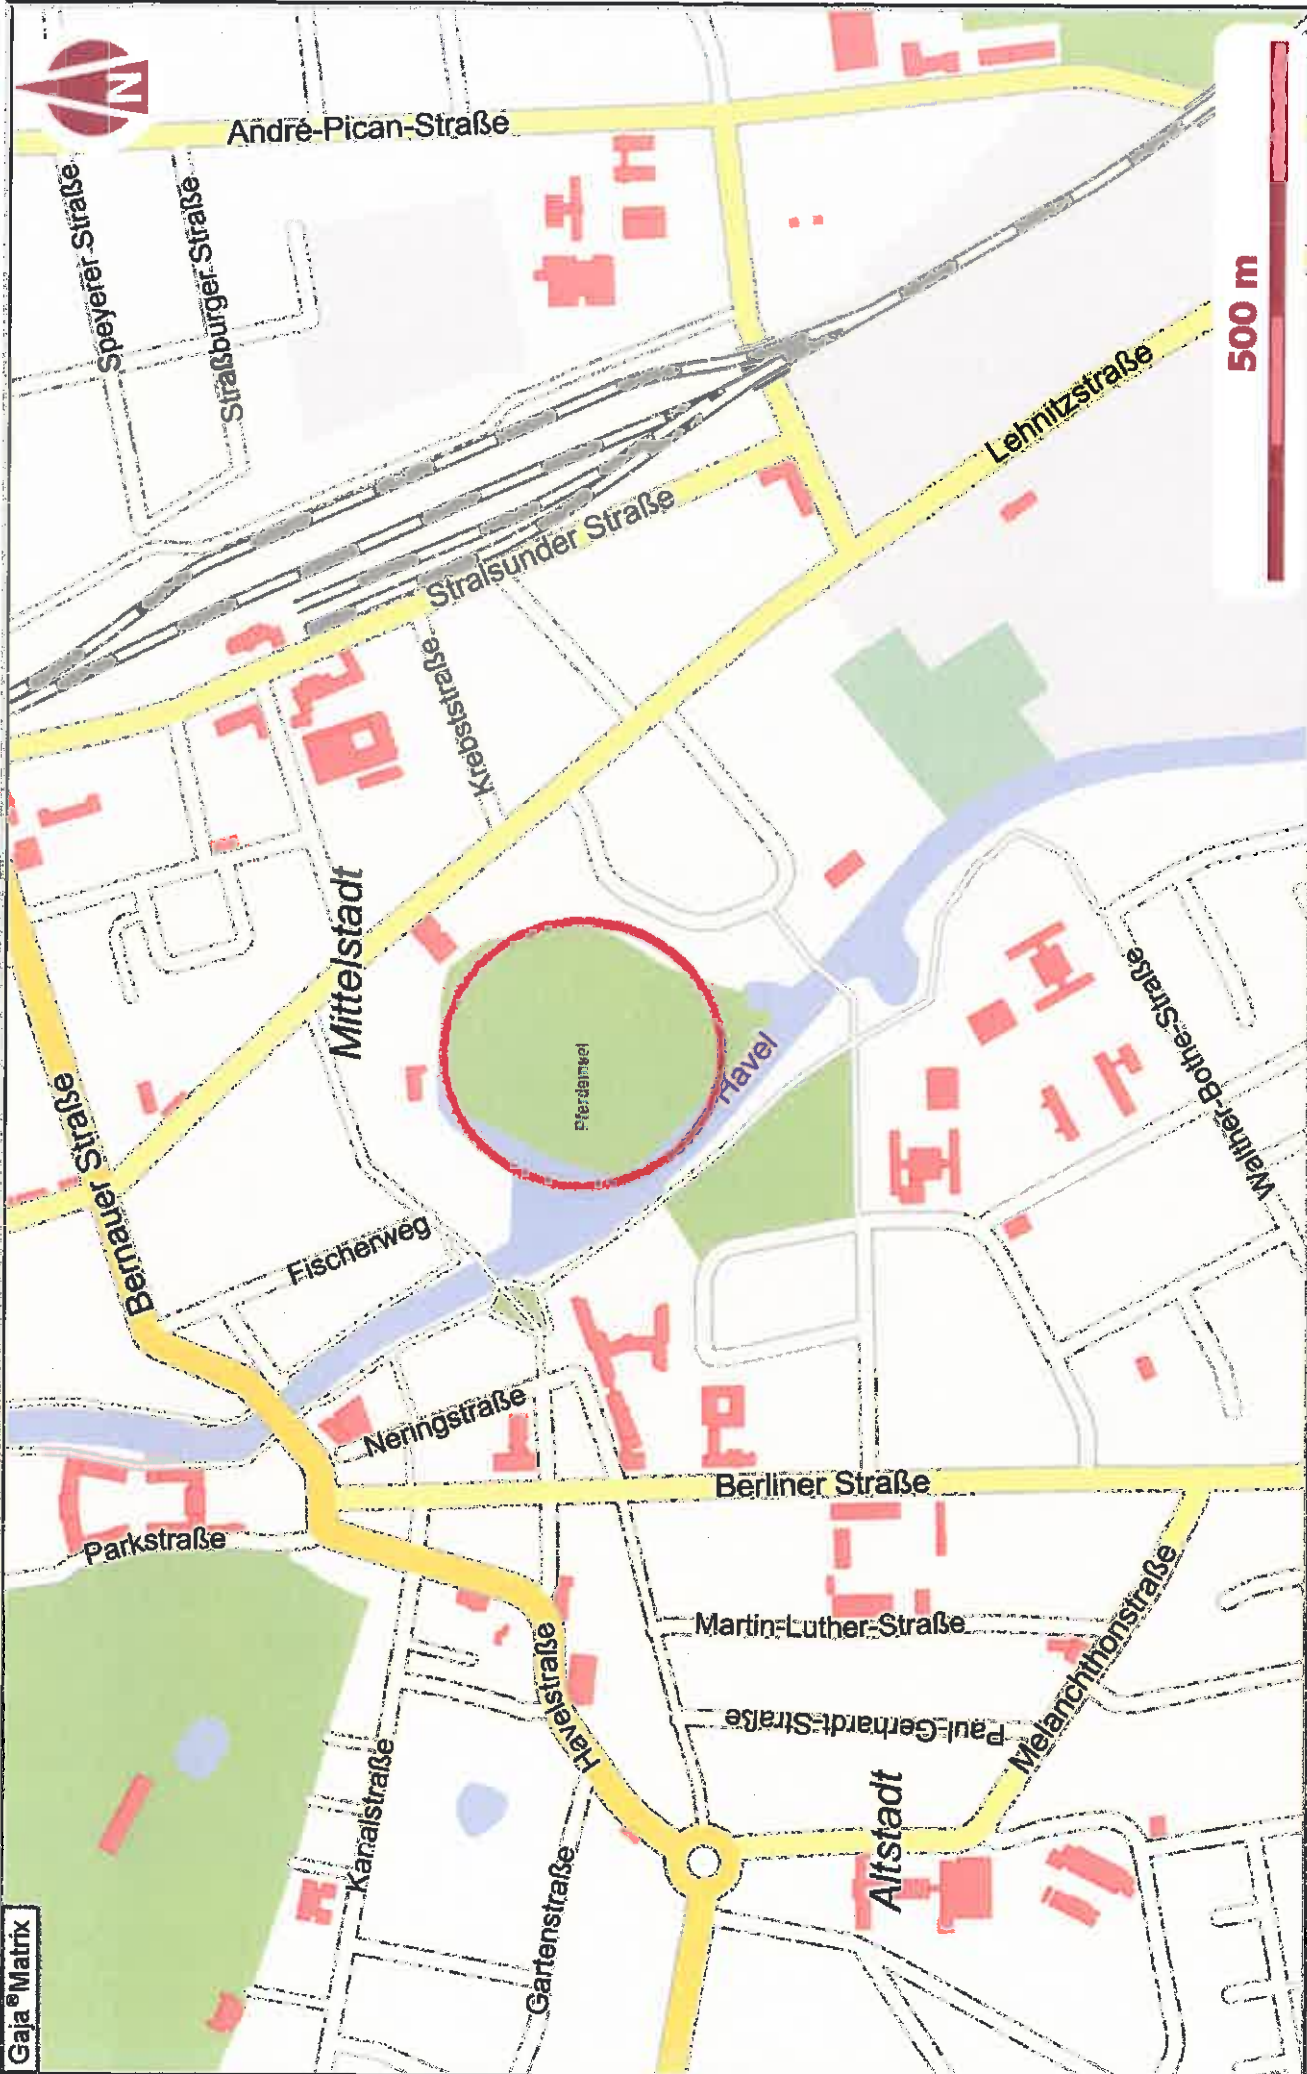 Gaja®Matrix
N
André-Pican-Straße
Speyerer Straße
Straßburger Straße
500 m
Lehnitzstraße
Stralsunder Straße
Krebststraße
Mittelstadt
Pferdeinsel
Havel
Walther-Bothe-Straße
Bernauer Straße
Fischerweg
Neringstraße
Berliner Straße
Parkstraße
Martin-Luther-Straße
Paul-Gerhardt-Straße
Melanchthonstraße
Havelstraße
Kanalstraße
Altstadt
Gartenstraße